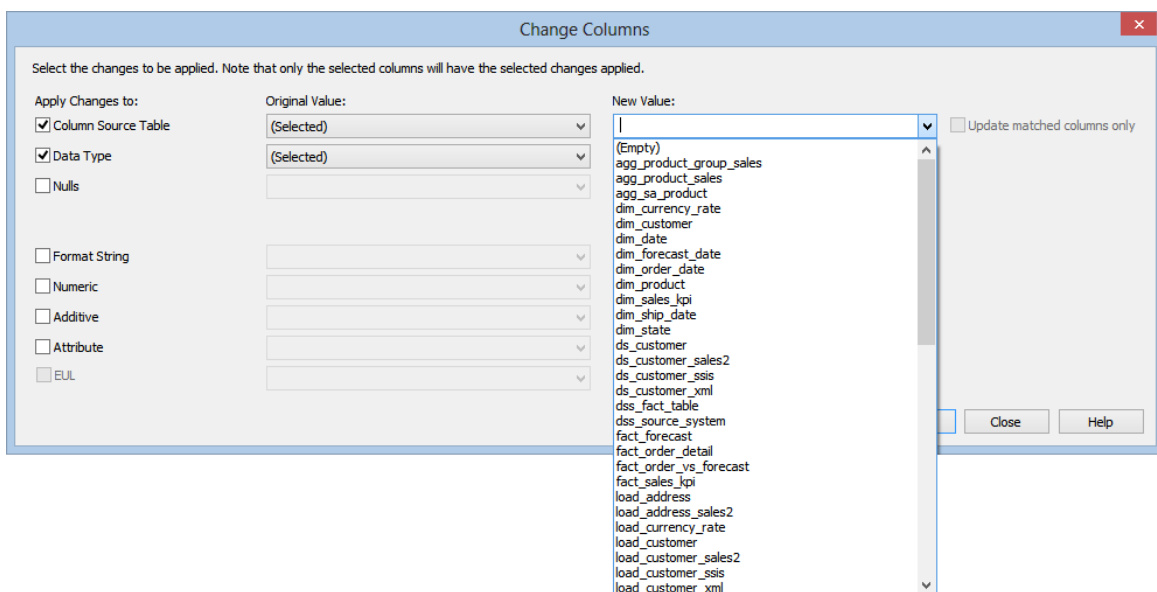 Change Columns
Select the changes to be applied. Note that only the selected columns will have the selected changes applied.
Apply Changes to: Original Value: New Value:
Column Source Table (Selected) Update matched columns only
Data Type (Selected) (Empty)
agg_product_group_sales
agg_product_sales
Nulls
agg_sa_product
dim_currency_rate
dim_customer
dim_date
Format String
dim_forecast_date
dim_order_date
Numeric
dim_product
dim_sales_kpi
Additive
dim_ship_date
dim_state
Attribute
ds_customer
ds_customer_sales2
EUL
ds_customer_ssis
ds_customer_xml
dss_fact_table
dss_source_system Close Help
fact_forecast
fact_order_detail
fact_order_vs_forecast
fact_sales_kpi
load_address
load_address_sales2
load_currency_rate
load_customer
load_customer_sales2
load_customer_ssis
load_customer_xml